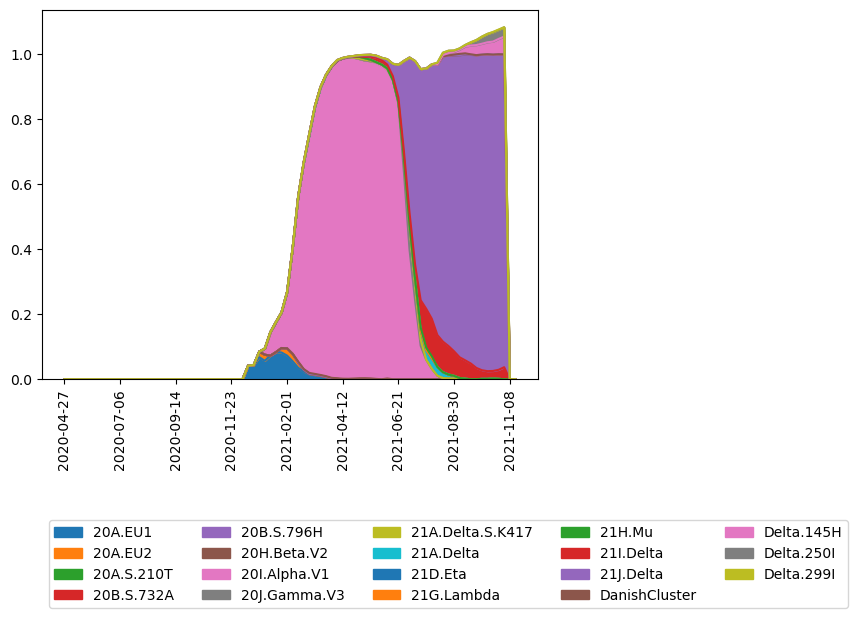 1.0
0.8
0.6
0.4
0.2
0.0
2020-04-27
2020-07-06
2020-09-14
2020-11-23
2021-02-01
2021-04-12
2021-06-21
2021-08-30
2021-11-08
20A.EU1
20A.EU2
20A.S.210T
20B.S.732A
20B.S.796H
20H.Beta.V2
20I.Alpha.V1
20J.Gamma.V3
21A.Delta.S.K417
21A.Delta
21D.Eta
21G.Lambda
21H.Mu
21I.Delta
21J.Delta
DanishCluster
Delta.145H
Delta.250I
Delta.299I